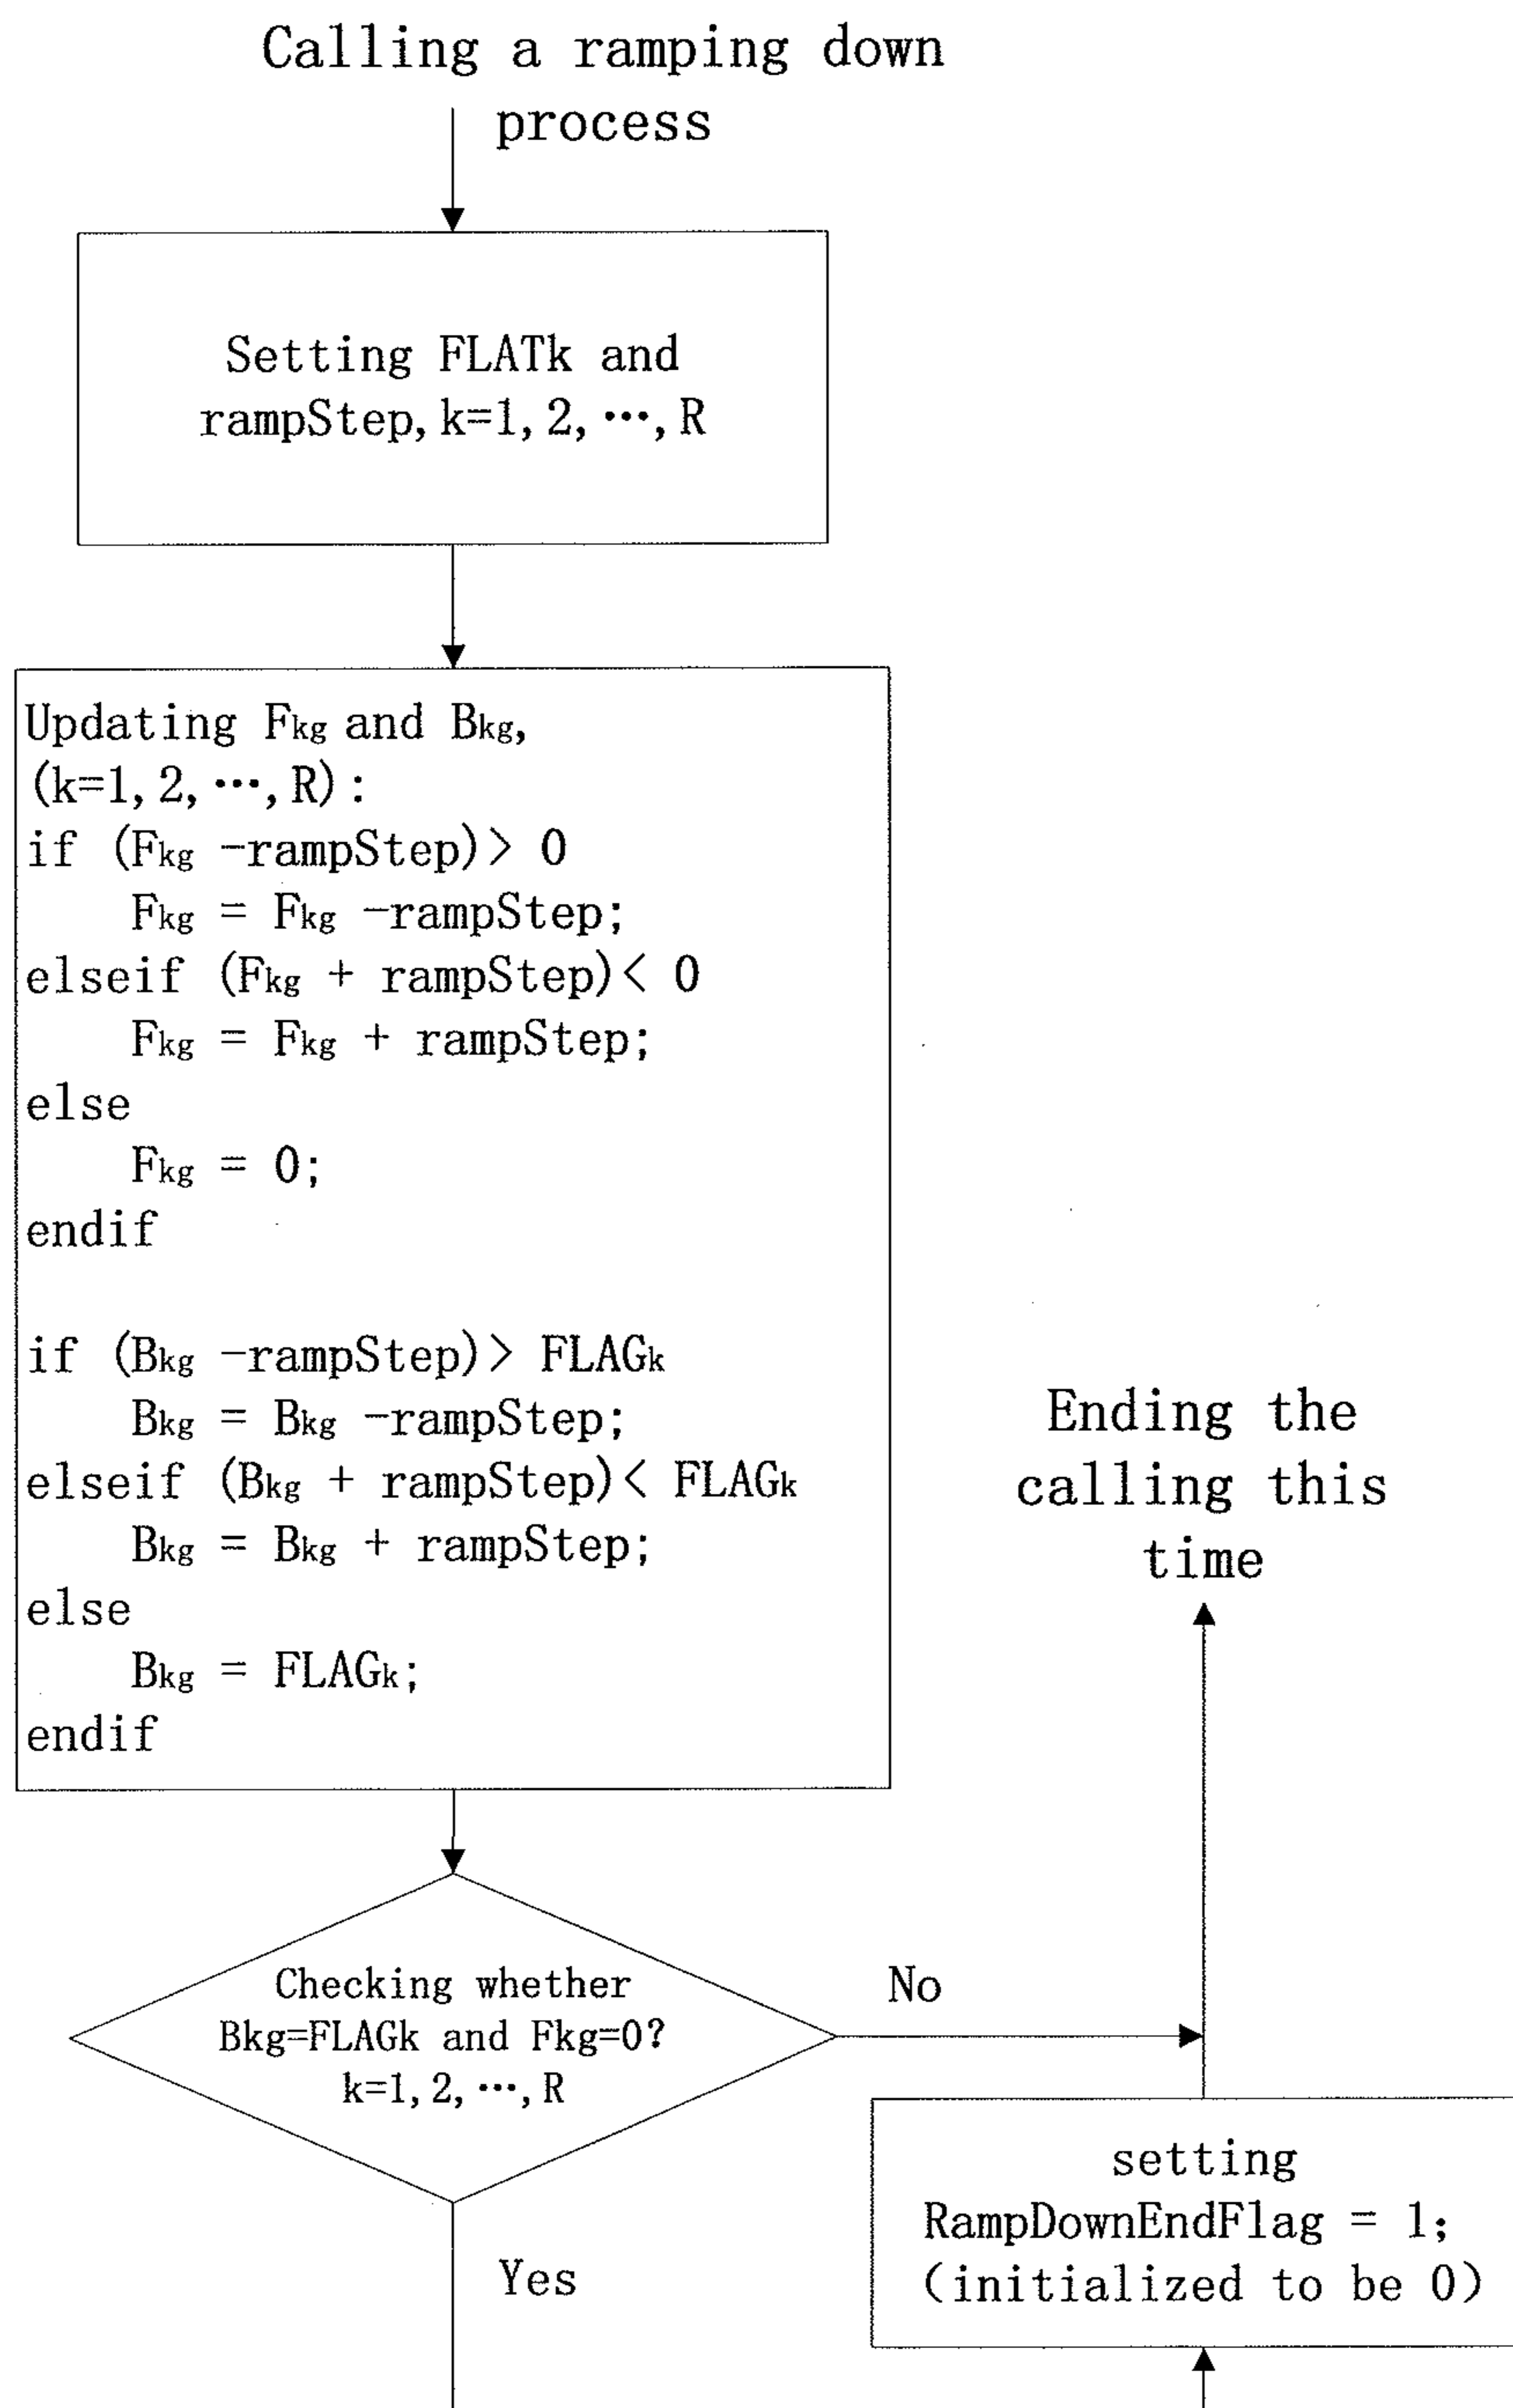 Calling a ramping down
process
Setting FLATk and
rampStep, k=1, 2, ⋯, R
Updating Fkg and Bkg,
(k=1, 2, ⋯, R) :
if (Fkg -rampStep)> 0
Fkg = Fkg -rampStep;
elseif (Fkg + rampStep)< 0
Fkg = Fkg + rampStep;
else
Fkg = 0;
endif
if (Bkg -rampStep)> FLAGk
Bkg = Bkg -rampStep;
elseif (Bkg + rampStep)< FLAGk
Bkg = Bkg + rampStep;
else
Bkg = FLAGk;
endif
Ending the
calling this
time
Checking whether
Bkg=FLAGk and Fkg=0?
k=1, 2, ⋯, R
No
Yes
setting
RampDownEndFlag = 1;
(initialized to be 0)